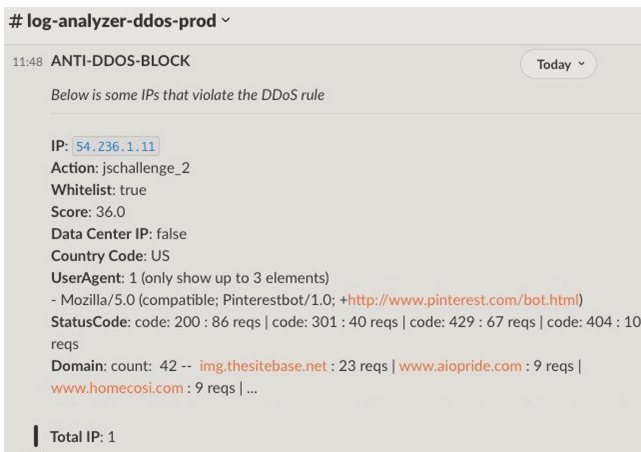 # log-analyzer-ddos-prod
11:48 ANTI-DDOS-BLOCK
Today
Below is some IPs that violate the DDoS rule
IP: 54.236.1.11
Action: jschallenge_2
Whitelist: true
Score: 36.0
Data Center IP: false
Country Code: US
UserAgent: 1 (only show up to 3 elements)
- Mozilla/5.0 (compatible; Pinterestbot/1.0; +http://www.pinterest.com/bot.html)
StatusCode: code: 200 : 86 reqs | code: 301 : 40 reqs | code: 429 : 67 reqs | code: 404 : 10
reqs
Domain: count:  42 --  img.thesitebase.net : 23 reqs | www.aiopride.com : 9 reqs |
www.homecosi.com : 9 reqs | ...
Total IP: 1